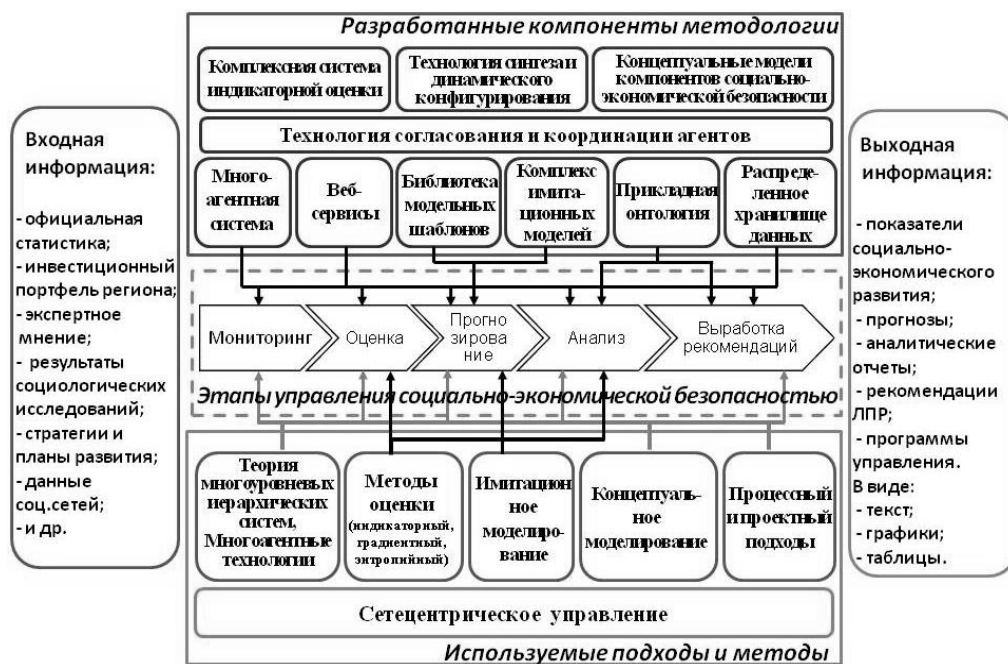 Разработанные компоненты методологии
Комплексная система
индикаторной оценки
Технология синтеза и
динамического
конфигурирования
Концептуальные модели
компонентов социально-
экономической безопасности
Технология согласования и координации агентов
Много-
агентная
система
Веб-
сервисы
Библиотека
модельных
шаблонов
Комплекс
имита-
ционных
моделей
Прикладная
онтология
Распреде-
ленное
хранилище
данных
Входная
информация:
- официальная
статистика;
- инвестиционный
портфель региона;
- экспертное
мнение;
- результаты
социологических
исследований;
- стратегии и
планы развития;
- данные
соц.сетей;
- и др.
Мониторинг
Оценка
Прогно
зирова
ние
Анализ
Выработка
рекомендаций
Этапы управления социально-экономической безопасностью
Выходная
информация:
- показатели
социально-
экономического
развития;
- прогнозы;
- аналитические
отчеты;
- рекомендации
ЛПР;
- программы
управления.
В виде:
- текст;
- графики;
- таблицы.
Теория
многоуровневых
иерархических
систем,
Многоагентные
технологии
Методы
оценки
(индикаторный,
градиентный,
энтропийный)
Имитацион
ное
моделиро-
вание
Концептуаль-
ное
моделирование
Процессный
и проектный
подходы
Сетецентрическое управление
Используемые подходы и методы